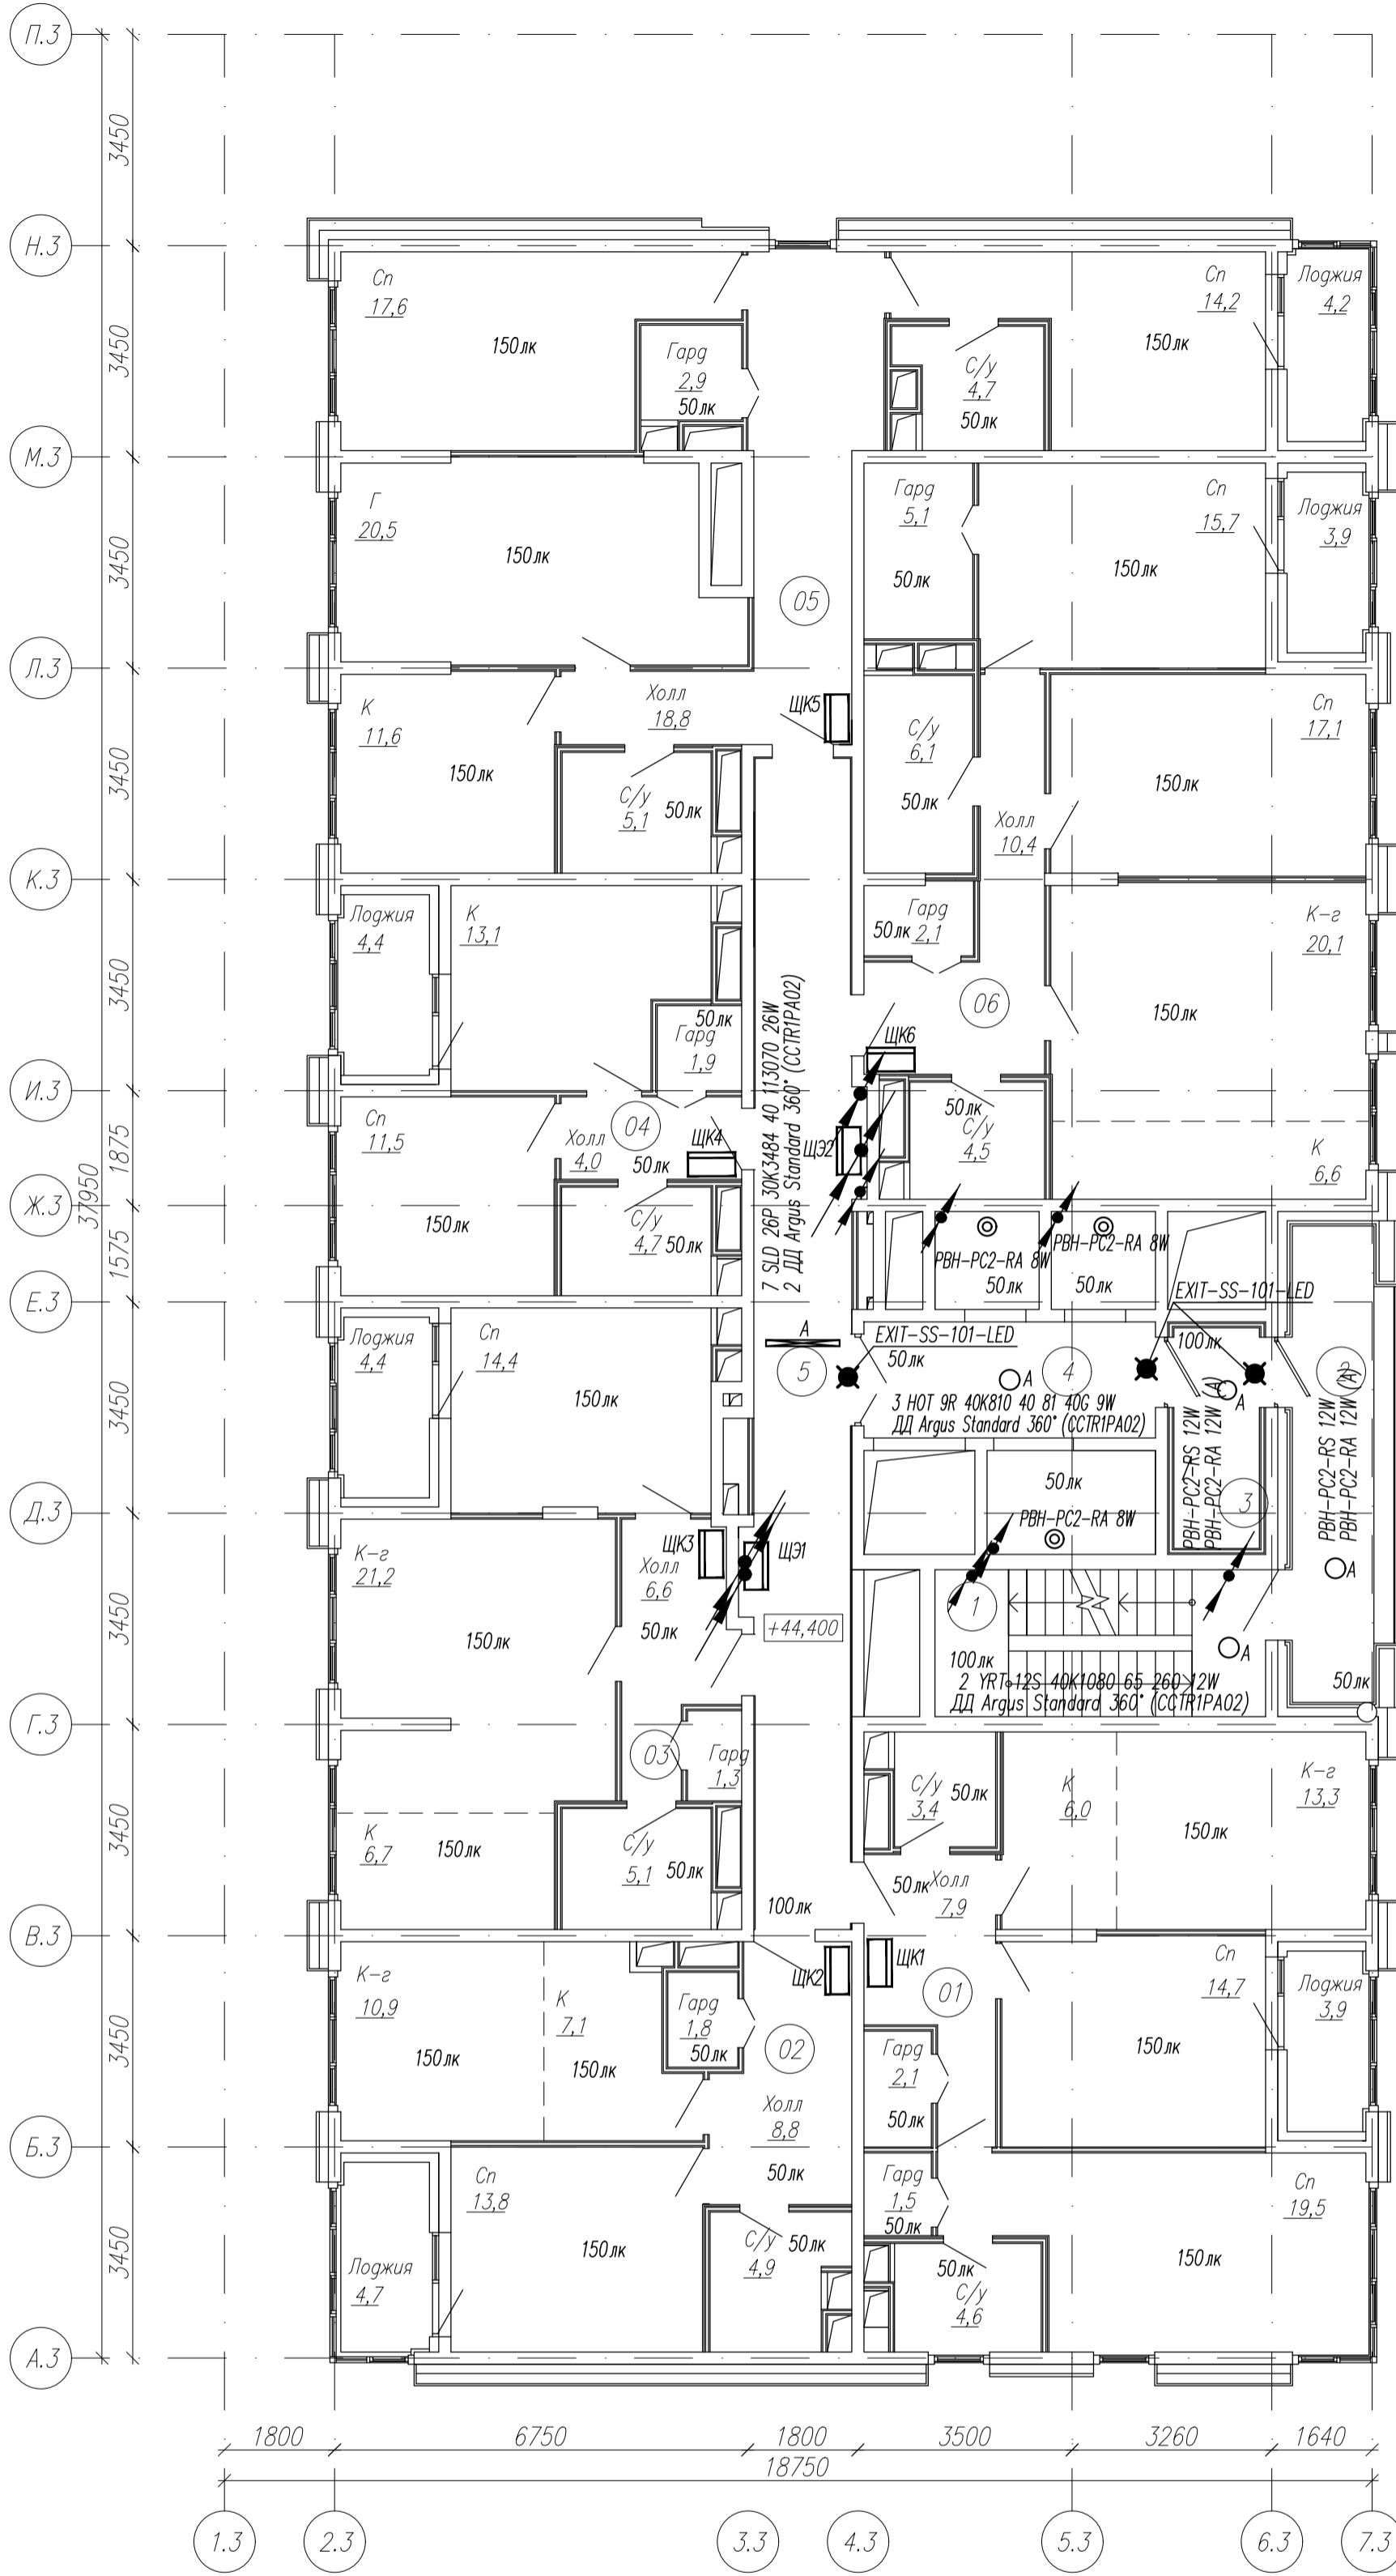 П.3
3450
Н.3
Сп
17,6
150лк
Гард
2,9
50лк
С/у
4,7
50лк
Сп
14,2
150лк
Лоджия
4,2
3450
М.3
Г
20,5
150лк
Гард
5,1
50лк
Сп
15,7
150лк
Лоджия
3,9
05
3450
Л.3
К
11,6
150лк
Холл
18,8
ЩК5
С/у
5,1
50лк
С/у
6,1
50лк
Холл
10,4
Сп
17,1
150лк
3450
К.3
Лоджия
4,4
К
13,1
50лк
Гард
1,9
Гард
2,1
50лк
06
К-г
20,1
150лк
ЩК6
3450
И.3
Сп
11,5
150лк
Холл
4,0
04
50лк
ЩК4
С/у
4,7
50лк
7 SLD 26P 30K3484 40 113070 26W
2 ДД Argus Standard 360° (CCTR1PA02)
ЩЭ2
50лк
С/у
4,5
К
6,6
1875
37950
Ж.3
1575
PBH-PC2-RA 8W
50лк
PBH-PC2-RA 8W
50лк
Е.3
Лоджия
4,4
Сп
14,4
150лк
А
5
EXIT-SS-101-LED
50лк
А
4
EXIT-SS-101-LED
100лк
А
2
3 HOT 9R 40K810 40 81 40G 9W
ДД Argus Standard 360° (CCTR1PA02)
PBH-PC2-RS 12W
PBH-PC2-RA 12W (А)
3
PBH-PC2-RS 12W
PBH-PC2-RA 12W (А)
А
3450
Д.3
50лк
PBH-PC2-RA 8W
К-г
21,2
150лк
Холл
6,6
50лк
ЩК3
ЩЭ1
+44,400
1
100лк
А
2 YRT 12S 40K1080 65 260 12W
ДД Argus Standard 360° (CCTR1PA02)
50лк
3450
Г.3
03
Гард
1,3
К
6,7
150лк
С/у
5,1
50лк
100лк
С/у
3,4
50лк
К
6,0
К-г
13,3
150лк
50лк
Холл
7,9
3450
В.3
К-г
10,9
150лк
К
7,1
150лк
Гард
1,8
50лк
ЩК2
02
Холл
8,8
50лк
ЩК1
01
Гард
2,1
50лк
Сп
14,7
150лк
Лоджия
3,9
3450
Б.3
Лоджия
4,7
Сп
13,8
150лк
С/у
4,9
50лк
Гард
1,5
50лк
50лк
С/у
4,6
Сп
19,5
150лк
3450
А.3
1800
6750
1800
3500
3260
1640
18750
1.3
2.3
3.3
4.3
5.3
6.3
7.3